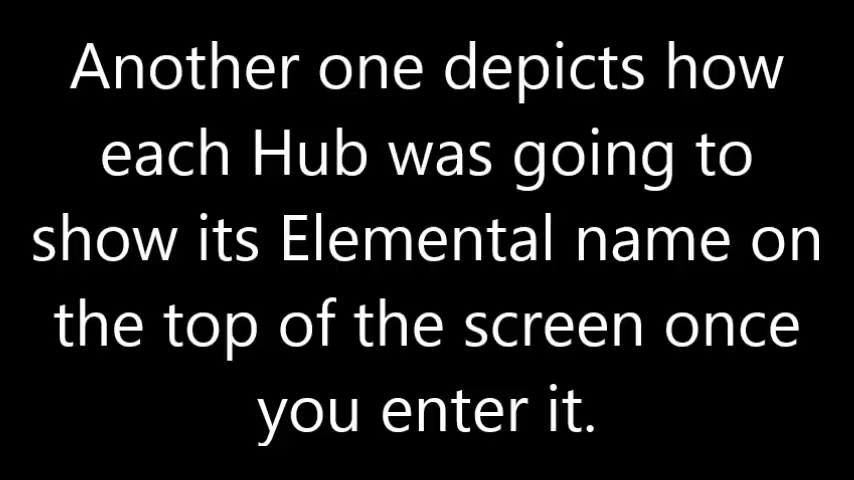 Another one depicts how
each Hub was going to
show its Elemental name on
the top of the screen once
you enter it.